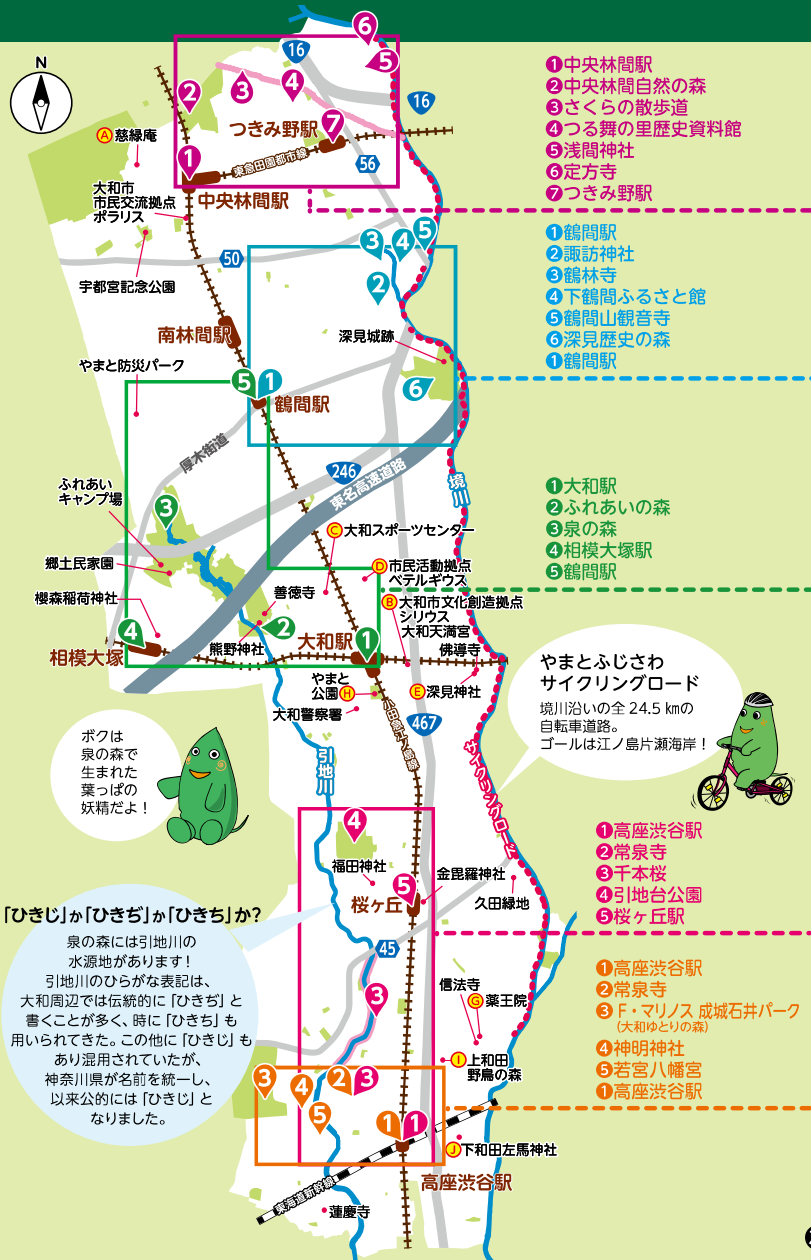 N
16
16
56
50
246
467
45
❻
❺
❷
❸
❹
❼
❶
つきみ野駅
東急田園都市線
中央林間駅
Ⓐ慈緑庵
大和市
市民交流拠点
ポラリス
宇都宮記念公園
❸
❹
❺
❷
❻
南林間駅
深見城跡
やまと防災パーク
❺
❶
鶴間駅
厚木街道
東名高速道路
境川
ふれあい
キャンプ場
❸
郷土民家園
櫻森稲荷神社
❹
相模大塚
善徳寺
熊野神社
❷
大和駅
❶
Ⓒ大和スポーツセンター
Ⓓ市民活動拠点
ベテルギウス
Ⓑ大和市文化創造拠点
シリウス
大和天満宮
佛導寺
やまと
公園Ⓗ
Ⓔ深見神社
大和警察署
小田急江ノ島線
引地川
サイクリングロード
❹
福田神社
❺
桜ヶ丘
金毘羅神社
久田緑地
❸
信法寺
Ⓖ薬王院
Ⓘ上和田
野鳥の森
❸
❹
❺
❷
❸
❶
❶
Ⓙ下和田左馬神社
高座渋谷駅
東海道新幹線
蓮慶寺
❶中央林間駅
❷中央林間自然の森
❸さくらの散歩道
❹つる舞の里歴史資料館
❺浅間神社
❻定方寺
❼つきみ野駅
❶鶴間駅
❷諏訪神社
❸鶴林寺
❹下鶴間ふるさと館
❺鶴間山観音寺
❻深見歴史の森
❶鶴間駅
❶大和駅
❷ふれあいの森
❸泉の森
❹相模大塚駅
❺鶴間駅
やまとふじさわ
サイクリングロード
境川沿いの全24.5㎞の
自転車道路。
ゴールは江ノ島片瀬海岸！
ボクは
泉の森で
生まれた
葉っぱの
妖精だよ！
❶高座渋谷駅
❷常泉寺
❸千本桜
❹引地台公園
❺桜ヶ丘駅
❶高座渋谷駅
❷常泉寺
❸F・マリノス 成城石井パーク
(大和ゆとりの森)
❹神明神社
❺若宮八幡宮
❶高座渋谷駅
「ひきじ」か「ひきぢ」か「ひきち」か？
泉の森には引地川の
水源地があります！
引地川のひらがな表記は、
大和周辺では伝統的に「ひきぢ」と
書くことが多く、時に「ひきち」も
用いられてきた。この他に「ひきじ」も
あり混用されていたが、
神奈川県が名前を統一し、
以来公的には「ひきじ」と
なりました。